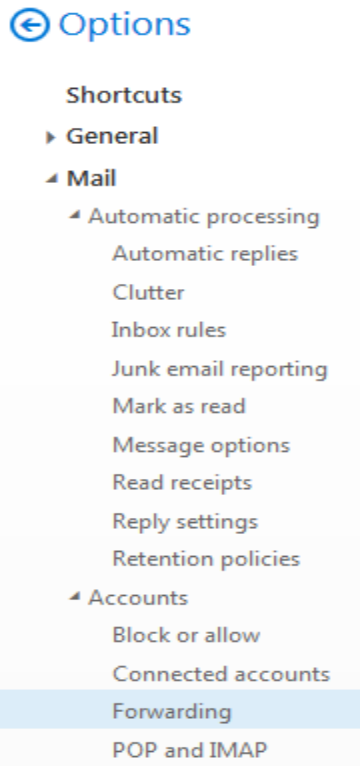 Options
Shortcuts
General
Mail
Automatic processing
Automatic replies
Clutter
Inbox rules
Junk email reporting
Mark as read
Message options
Read receipts
Reply settings
Retention policies
Accounts
Block or allow
Connected accounts
Forwarding
POP and IMAP